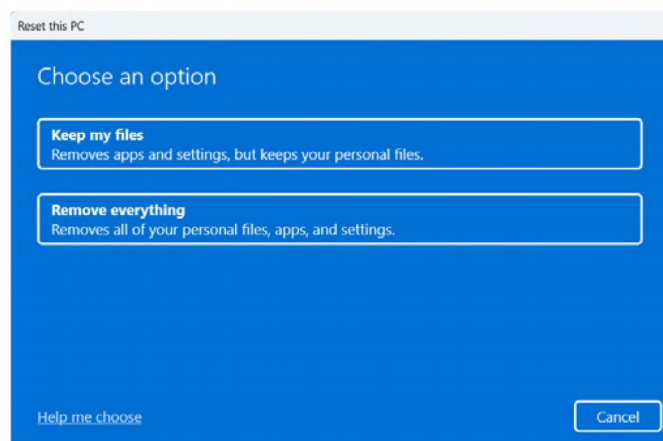 Reset this PC
Choose an option
Keep my files
Removes apps and settings, but keeps your personal files.
Remove everything
Removes all of your personal files, apps, and settings.
Help me choose
Cancel